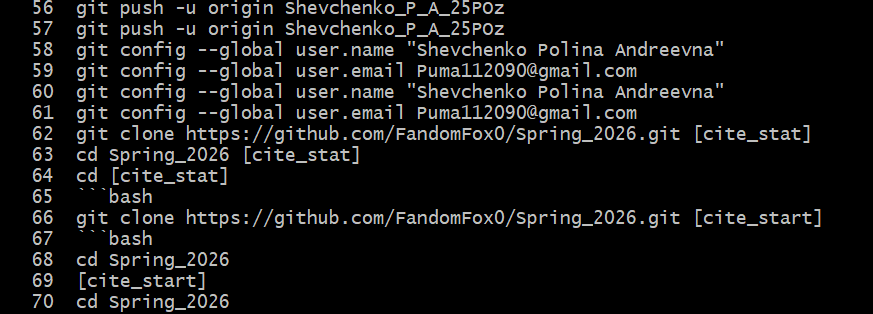 56 git push -u origin Shevchenko_P_A_25POz
57 git push -u origin Shevchenko_P_A_25POz
58 git config --global user.name "Shevchenko Polina Andreevna"
59 git config --global user.email Puma112090@gmail.com
60 git config --global user.name "Shevchenko Polina Andreevna"
61 git config --global user.email Puma112090@gmail.com
62 git clone https://github.com/FandomFox0/Spring_2026.git [cite_stat]
63 cd Spring_2026 [cite_stat]
64 cd [cite_stat]
65 ```bash
66 git clone https://github.com/FandomFox0/Spring_2026.git [cite_start]
67 ```bash
68 cd Spring_2026
69 [cite_start]
70 cd Spring_2026